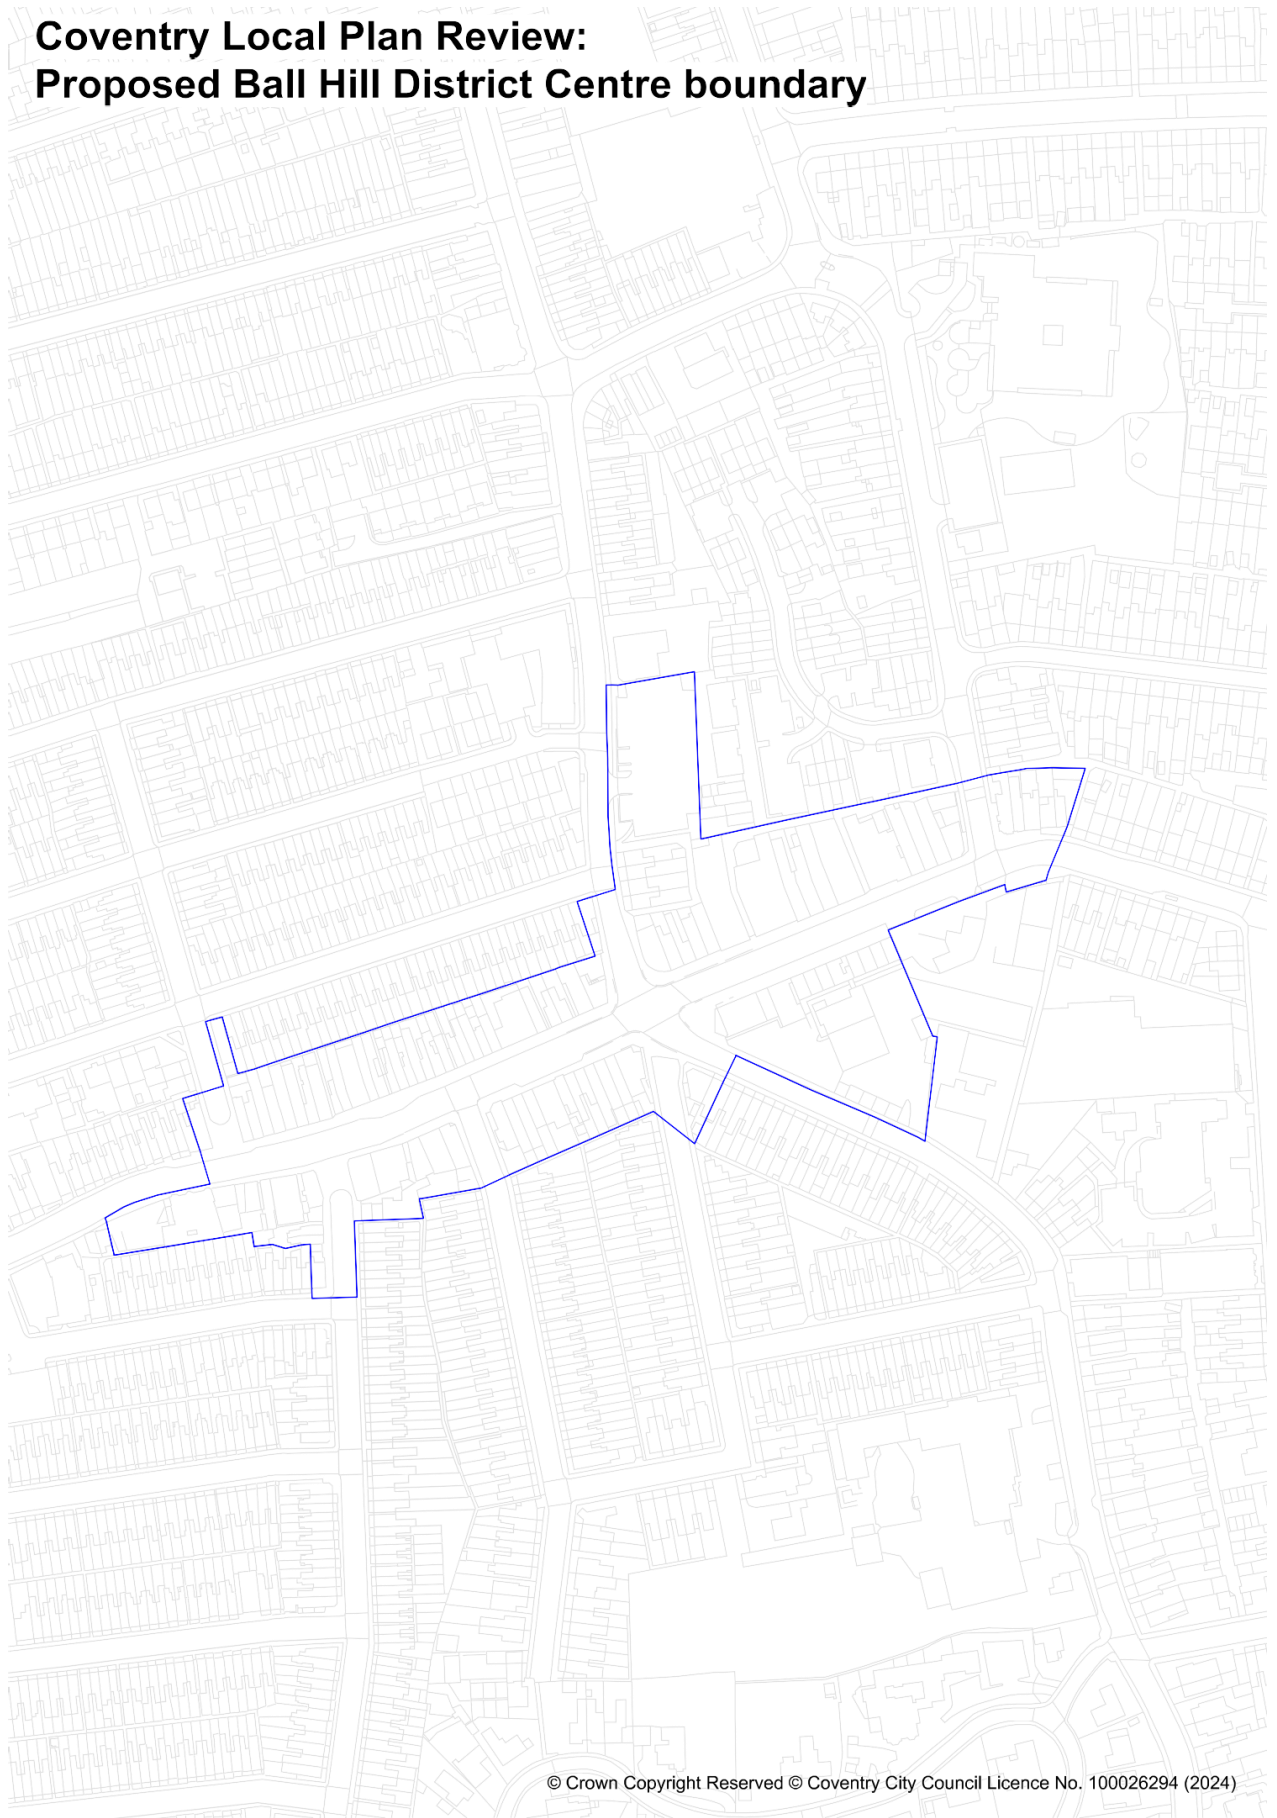 Coventry Local Plan Review:
Proposed Ball Hill District Centre boundary
© Crown Copyright Reserved © Coventry City Council Licence No. 100026294 (2024)